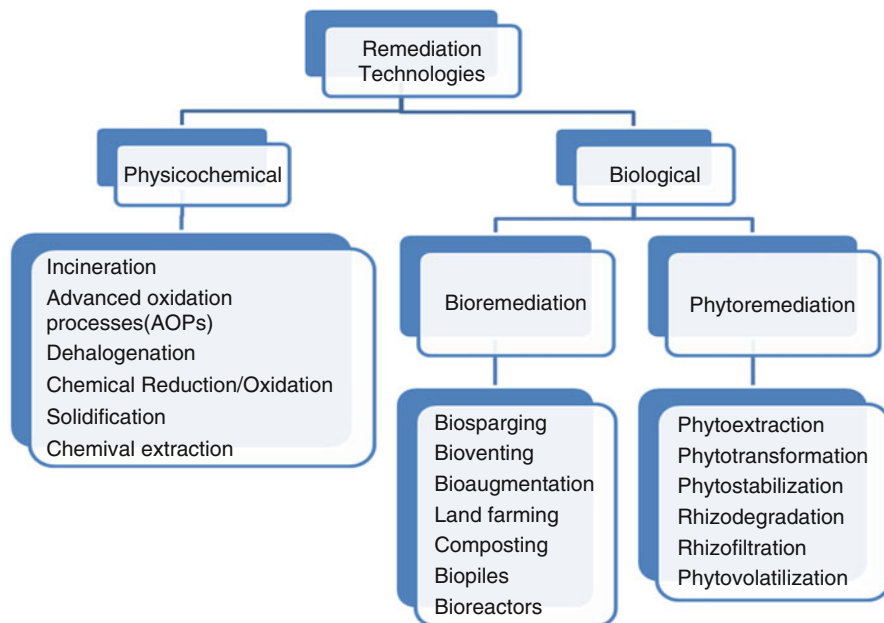 Remediation
Technologies
Physicochemical
Biological
Incineration
Advanced oxidation
processes(AOPs)
Dehalogenation
Chemical Reduction/Oxidation
Solidification
Chemival extraction
Bioremediation
Phytoremediation
Biosparging
Bioventing
Bioaugmentation
Land farming
Composting
Biopiles
Bioreactors
Phytoextraction
Phytotransformation
Phytostabilization
Rhizodegradation
Rhizofiltration
Phytovolatilization